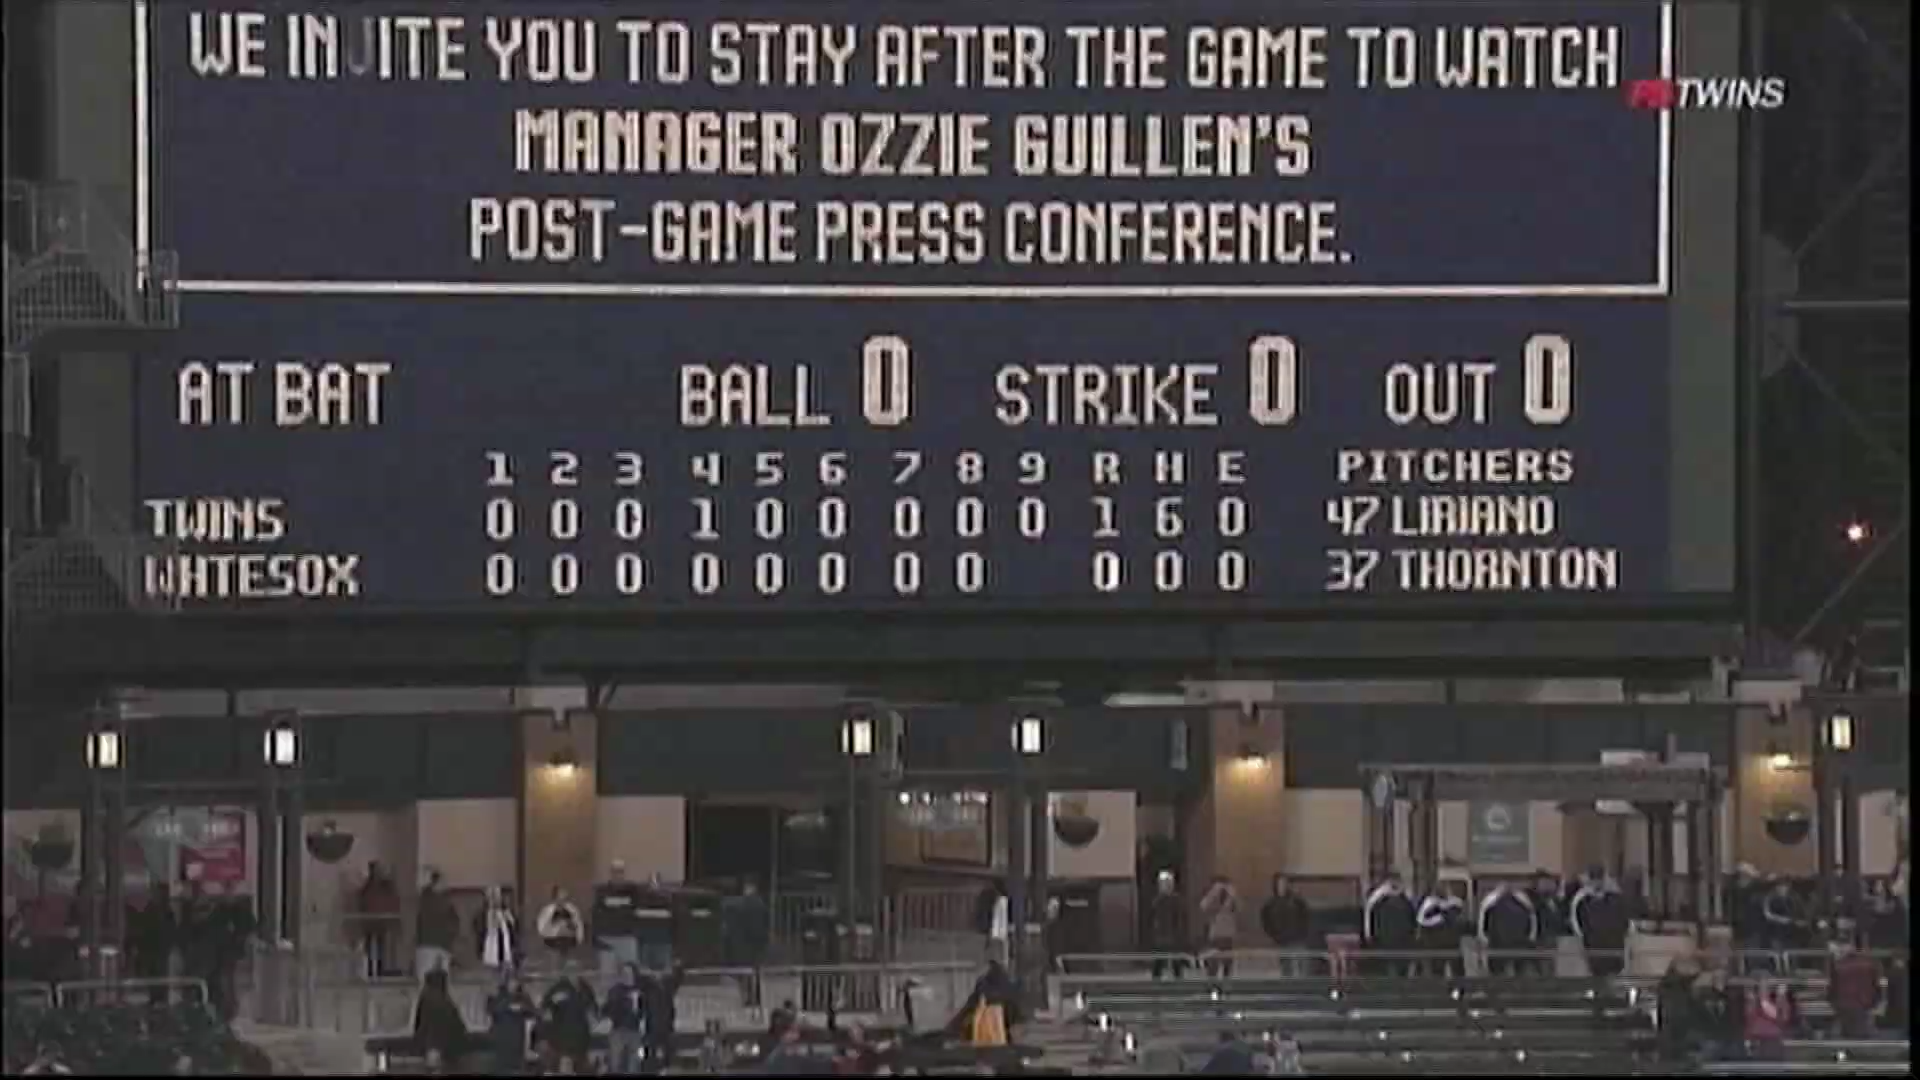 WE INVITE YOU TO STAY AFTER THE GAME TO WATCH
MANAGER OZZIE GUILLEN'S
POST-GAME PRESS CONFERENCE.
TWINS
AT BAT BALL 0 STRIKE 0 OUT 0
1 2 3 4 5 6 7 8 9 R H E PITCHERS
TWINS 0 0 0 1 0 0 0 0 0 1 6 0 47 LIRIANO
WHTESOX 0 0 0 0 0 0 0 0 0 0 0 37 THORNTON